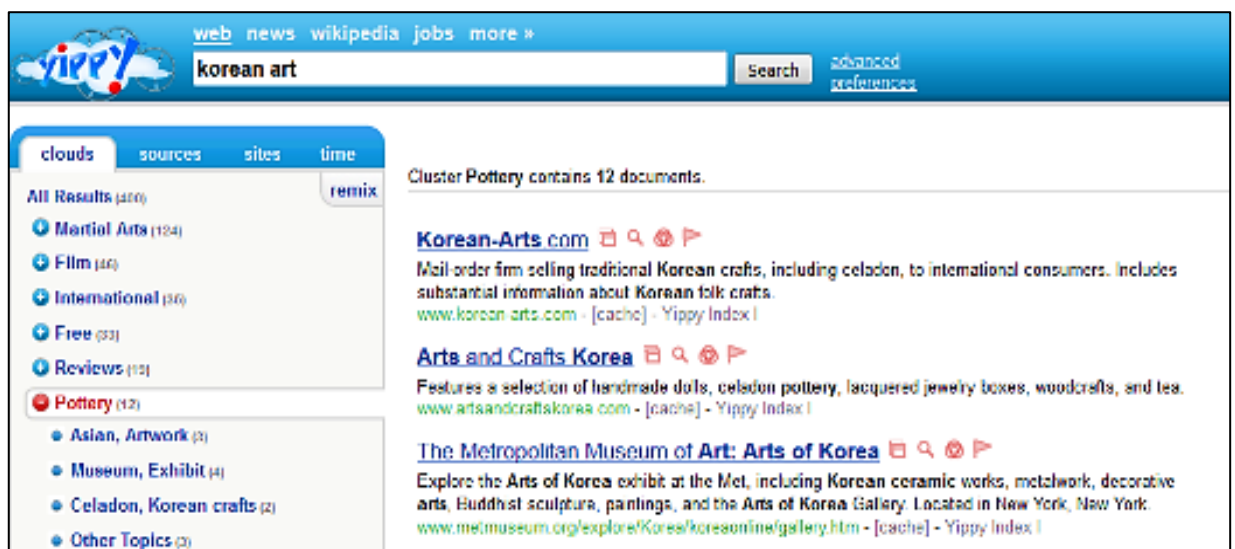 web news wikipedia jobs more »
yippy!
korean art
Search
advanced
preferences
clouds sources sites time
remix
All Results (400)
Martial Arts (124)
Film (46)
International (36)
Free (33)
Reviews (19)
Pottery (12)
Asian, Artwork (3)
Museum, Exhibit (4)
Celadon, Korean crafts (2)
Other Topics (3)
Cluster Pottery contains 12 documents.
Korean-Arts com
Mail-order firm selling traditional Korean crafts, including celadon, to international consumers. Includes
substantial information about Korean folk crafts.
www.korean-arts.com - [cache] - Yippy Index I
Arts and Crafts Korea
Features a selection of handmade dolls, celadon pottery, lacquered jewelry boxes, woodcrafts, and tea.
www.artsandcraftskorea.com - [cache] - Yippy Index I
The Metropolitan Museum of Art: Arts of Korea
Explore the Arts of Korea exhibit at the Met, including Korean ceramic works, metalwork, decorative
arts, Buddhist sculpture, paintings, and the Arts of Korea Gallery. Located in New York, New York.
www.metmuseum.org/explore/Korea/koreaonline/gallery.htm - [cache] - Yippy Index I